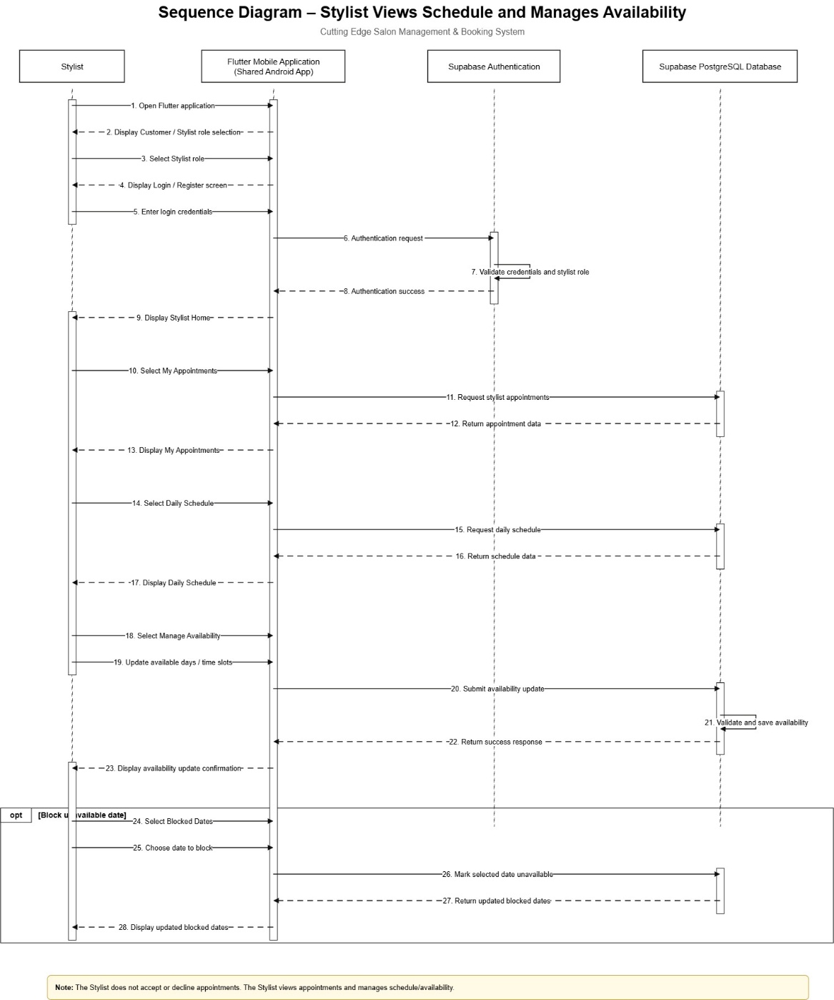 Sequence Diagram – Stylist Views Schedule and Manages Availability
Cutting Edge Salon Management & Booking System
Stylist
Flutter Mobile Application
(Shared Android App)
Supabase Authentication
Supabase PostgreSQL Database
1. Open Flutter application
2. Display Customer / Stylist role selection
3. Select Stylist role
4. Display Login / Register screen
5. Enter login credentials
6. Authentication request
7. Validate credentials and stylist role
8. Authentication success
9. Display Stylist Home
10. Select My Appointments
11. Request stylist appointments
12. Return appointment data
13. Display My Appointments
14. Select Daily Schedule
15. Request daily schedule
16. Return schedule data
17. Display Daily Schedule
18. Select Manage Availability
19. Update available days / time slots
20. Submit availability update
21. Validate and save availability
22. Return success response
23. Display availability update confirmation
opt
[Block unavailable date]
24. Select Blocked Dates
25. Choose date to block
26. Mark selected date unavailable
27. Return updated blocked dates
28. Display updated blocked dates
Note: The Stylist does not accept or decline appointments. The Stylist views appointments and manages schedule/availability.